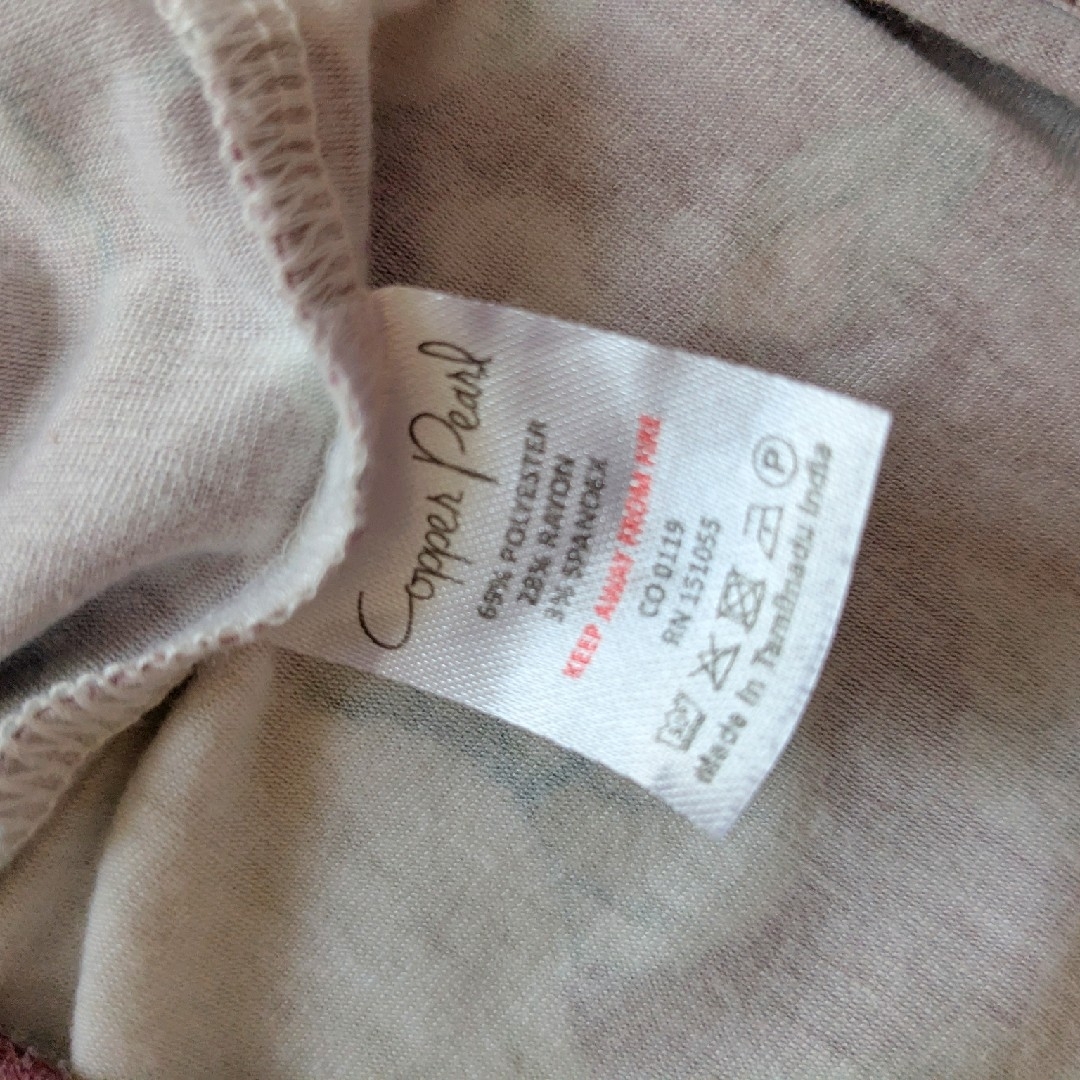 Copper Pearl
69% POLYESTER
28% RAYON
3% SPANDEX
KEEP AWAY FROM FIRE
CO 0119
RN 151055
P
Made In Tamilnadu India